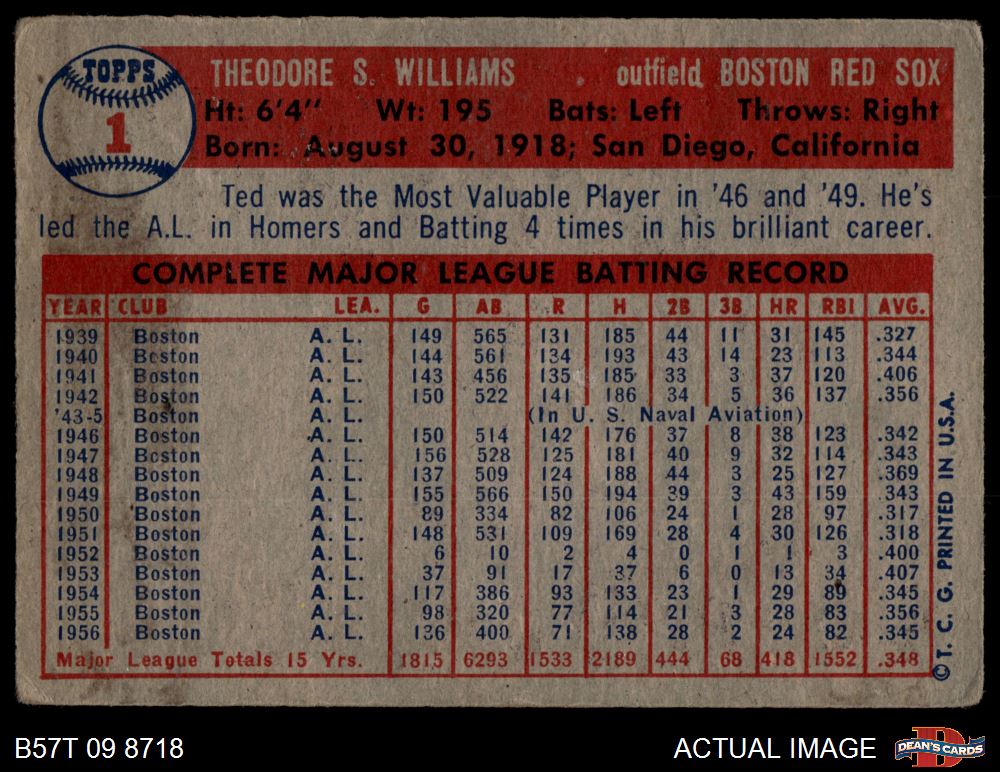 TOPPS
1
THEODORE S. WILLIAMS . outfield BOSTON RED SOX
Ht: 6'4" Wt: 195 Bats: Left Throws: Right
Born: August 30, 1918; San Diego, California
Ted was the Most Valuable Player in '46 and '49. He's
led the A.L. in Homers and Batting 4 times in his brilliant career.
COMPLETE MAJOR LEAGUE BATTING RECORD
YEAR CLUB LEA. G AB R H 2B 3B HR RBI AVG.
1939 Boston A. L. 149 565 131 185 44 11 31 145 .327
1940 Boston A. L. 144 561 134 193 43 14 23 113 .344
1941 Boston A. L. 143 456 135 185 33 3 37 120 .406
1942 Boston A. L. 150 522 141 186 34 5 36 137 .356
'43-5 Boston (In U. S. Naval Aviation)
1946 Boston A. L. 150 514 142 176 37 8 38 123 .342
1947 Boston A. L. 156 528 125 181 40 9 32 114 .343
1948 Boston A. L. 137 509 124 188 44 3 25 127 .369
1949 Boston A. L. 155 566 150 194 39 3 43 159 .343
1950 Boston A. L. 89 334 82 106 24 1 28 97 .317
1951 Boston A. L. 148 531 109 169 28 4 30 126 .318
1952 Boston A. L. 6 10 2 4 0 1 1 3 .400
1953 Boston A. L. 37 91 17 37 6 0 13 34 .407
1954 Boston A. L. 117 386 93 133 23 1 29 89 .345
1955 Boston A. L. 98 320 77 114 21 3 28 83 .356
1956 Boston A. L. 136 400 71 138 28 2 24 82 .345
Major League Totals 15 Yrs. 1815 6293 1533 2189 444 68 418 1552 .348
©T. C. G. PRINTED IN U.S.A.
B57T 09 8718
ACTUAL IMAGE
DEAN'S CARDS